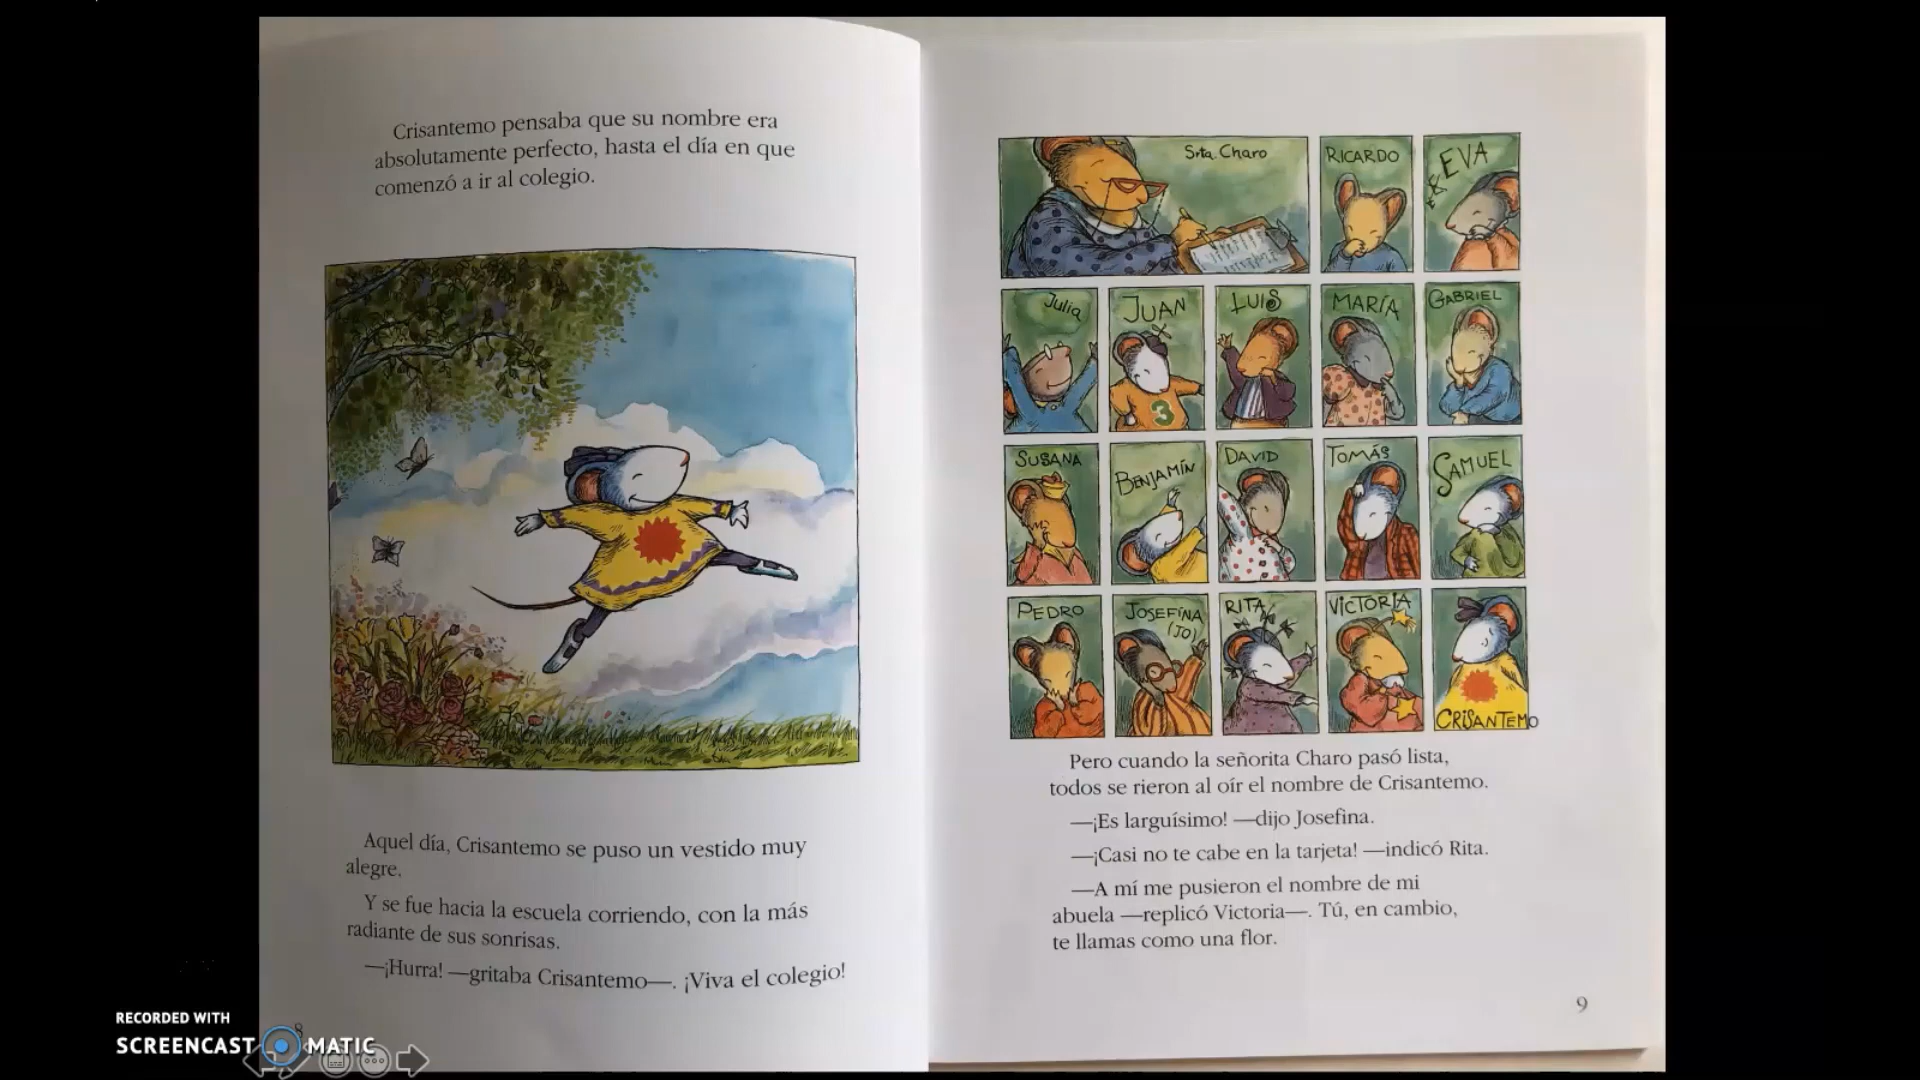 Crisantemo pensaba que su nombre era
absolutamente perfecto, hasta el día en que
comenzó a ir al colegio.
Aquel día, Crisantemo se puso un vestido muy
alegre.
Y se fue hacia la escuela corriendo, con la más
radiante de sus sonrisas.
—¡Hurra! —gritaba Crisantemo—. ¡Viva el colegio!
8
Srta. Charo
RICARDO
EVA
Julia
JUAN
LUIS
MARÍA
GABRIEL
SUSANA
BENJAMÍN
DAVID
TOMÁS
SAMUEL
PEDRO
JOSEFINA
(JO)
RITA
VICTORIA
CRISANTEMO
3
Pero cuando la señorita Charo pasó lista,
todos se rieron al oír el nombre de Crisantemo.
—¡Es larguísimo! —dijo Josefina.
—¡Casi no te cabe en la tarjeta! —indicó Rita.
—A mí me pusieron el nombre de mi
abuela —replicó Victoria—. Tú, en cambio,
te llamas como una flor.
9
RECORDED WITH
SCREENCAST MATIC